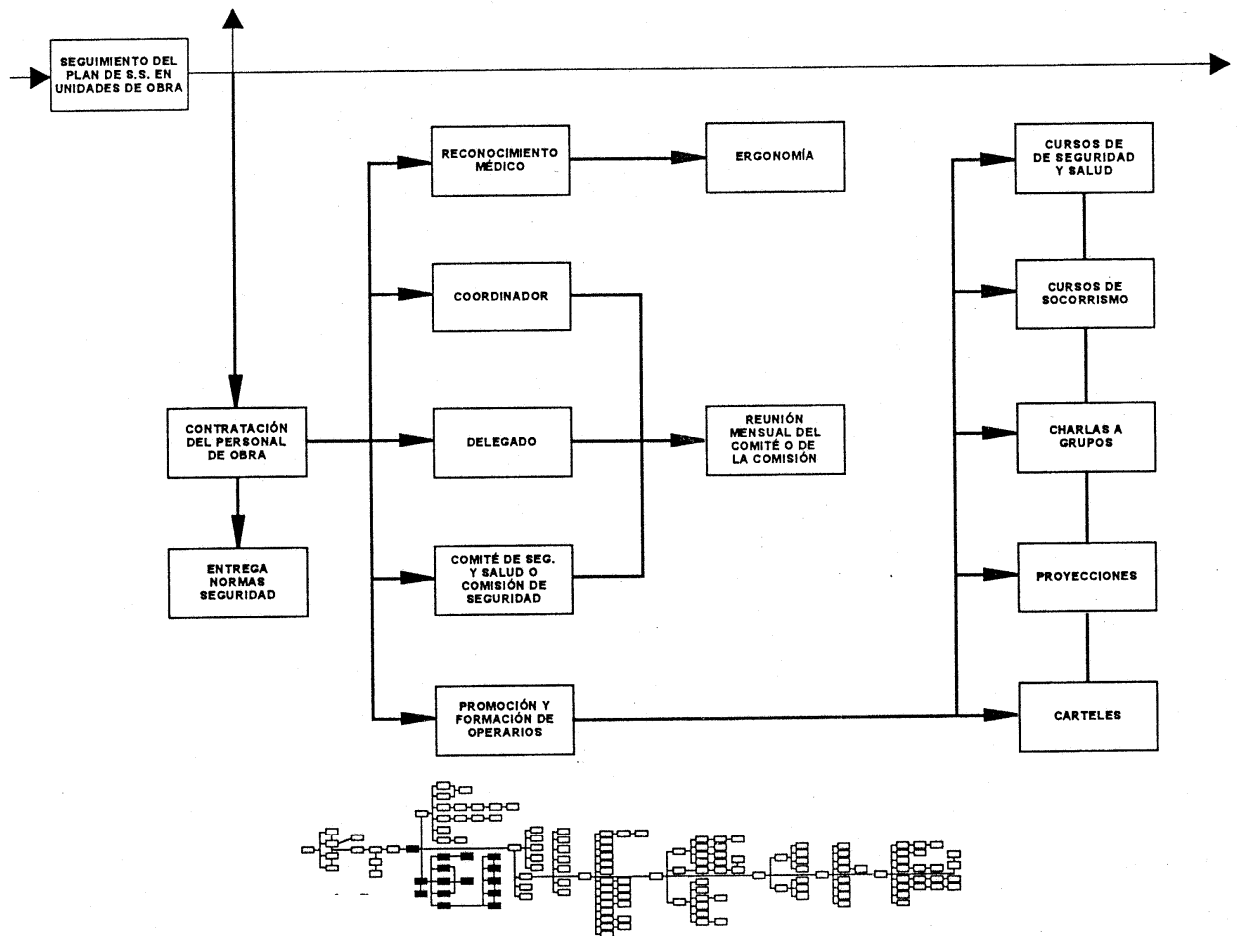 SEGUIMIENTO DEL
PLAN DE S.S. EN
UNIDADES DE OBRA
RECONOCIMIENTO
MÉDICO
ERGONOMÍA
CURSOS DE
DE SEGURIDAD
Y SALUD
COORDINADOR
CURSOS DE
SOCORRISMO
CONTRATACIÓN
DEL PERSONAL
DE OBRA
DELEGADO
REUNIÓN
MENSUAL DEL
COMITÉ O DE
LA COMISIÓN
CHARLAS A
GRUPOS
ENTREGA
NORMAS
SEGURIDAD
COMITÉ DE SEG.
Y SALUD O
COMISIÓN DE
SEGURIDAD
PROYECCIONES
PROMOCIÓN Y
FORMACIÓN DE
OPERARIOS
CARTELES